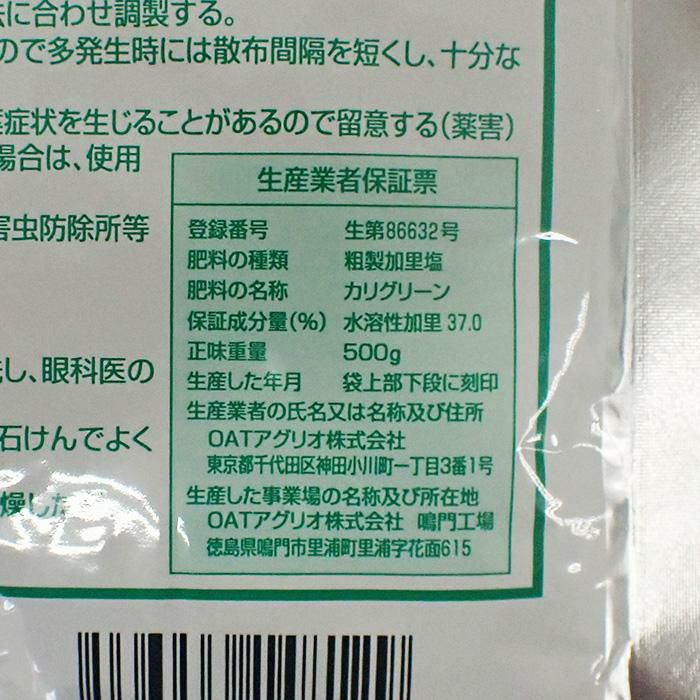 に合わせ調製する。
ので多発生時には散布間隔を短くし、十分な
症状を生じることがあるので留意する(薬害)
場合は、使用
害虫防除所等
し、眼科医の
石けんでよく
燥した
生産業者保証票
登録番号 生第86632号
肥料の種類 粗製加里塩
肥料の名称 カリグリーン
保証成分量(%) 水溶性加里 37.0
正味重量 500g
生産した年月 袋上部下段に刻印
生産業者の氏名又は名称及び住所
OATアグリオ株式会社
東京都千代田区神田小川町一丁目3番1号
生産した事業場の名称及び所在地
OATアグリオ株式会社 鳴門工場
徳島県鳴門市里浦町里浦字花面615